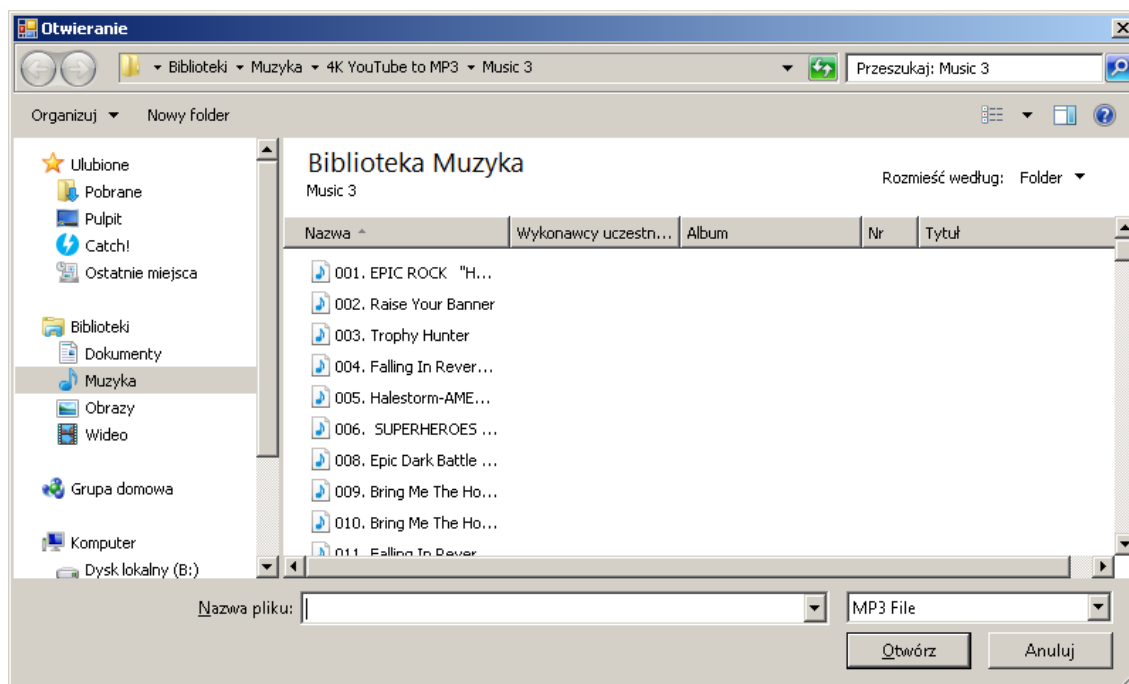 Otwieranie
Biblioteki Muzyka 4K YouTube to MP3 Music 3
Przeszukaj: Music 3
Organizuj Nowy folder
Ulubione
Pobrane
Pulpit
Catch!
Ostatnie miejsca
Biblioteki
Dokumenty
Muzyka
Obrazy
Wideo
Grupa domowa
Komputer
Dysk lokalny (B:)
Biblioteka Muzyka
Music 3
Rozmieść według: Folder
Nazwa Wykonawcy uczestn... Album Nr Tytuł
001. EPIC ROCK "H...
002. Raise Your Banner
003. Trophy Hunter
004. Falling In Rever...
005. Halestorm-AME...
006. SUPERHEROES ...
008. Epic Dark Battle ...
009. Bring Me The Ho...
010. Bring Me The Ho...
011. Falling In Rever...
Nazwa pliku:
MP3 File
Otwórz Anuluj